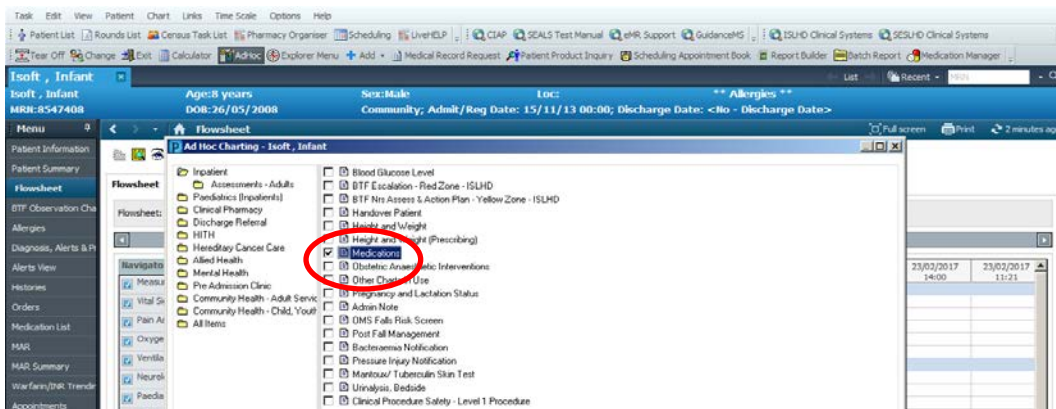 Task Edit View Patient Chart Links Time Scale Options Help
Patient List Rounds List Census Task List Pharmacy Organiser Scheduling LiveHELP CIAP SEALS Test Manual eMR Support GuidanceMS ISLHD Clinical Systems SESLHD Clinical Systems
Tear Off Change Exit Calculator AdHoc Explorer Menu Add Medical Record Request Patient Product Inquiry Scheduling Appointment Book Report Builder Batch Report Medication Manager
Isoft , Infant List Recent MRN
Isoft , Infant Age:8 years Sex:Male Loc: ** Allergies **
MRN:8547408 DOB:26/05/2008 Community; Admit/Reg Date: 15/11/13 00:00; Discharge Date: <No - Discharge Date>
Menu Flowsheet Full screen Print 2 minutes ag
Patient Information
Patient Summary
Flowsheet
BTF Observation Cha
Allergies
Diagnosis, Alerts & Pr
Alerts View
Histories
Orders
Medication List
MAR
MAR Summary
Warfarin/INR Trendin
Appointments
Flowsheet
Flowsheet:
Navigato
Measu
Vital Si
Pain As
Oxyge
Ventila
Neurol
Paedia
Ad Hoc Charting - Isoft , Infant
Inpatient
Assessments - Adults
Paediatrics (Inpatients)
Clinical Pharmacy
Discharge Referral
HITH
Hereditary Cancer Care
Allied Health
Mental Health
Pre Admission Clinic
Community Health - Adult Servic
Community Health - Child, Youth
All Items
Blood Glucose Level
BTF Escalation - Red Zone - ISLHD
BTF Nrs Assess & Action Plan - Yellow Zone - ISLHD
Handover Patient
Height and Weight
Height and Weight (Prescribing)
Medications
Obstetric Anaesthetic Interventions
Other Charts in Use
Pregnancy and Lactation Status
Admin Note
OMS Falls Risk Screen
Post Fall Management
Bacteraemia Notification
Pressure Injury Notification
Mantoux/ Tuberculin Skin Test
Urinalysis, Bedside
Clinical Procedure Safety - Level 1 Procedure
23/02/2017 23/02/2017
14:00 11:21